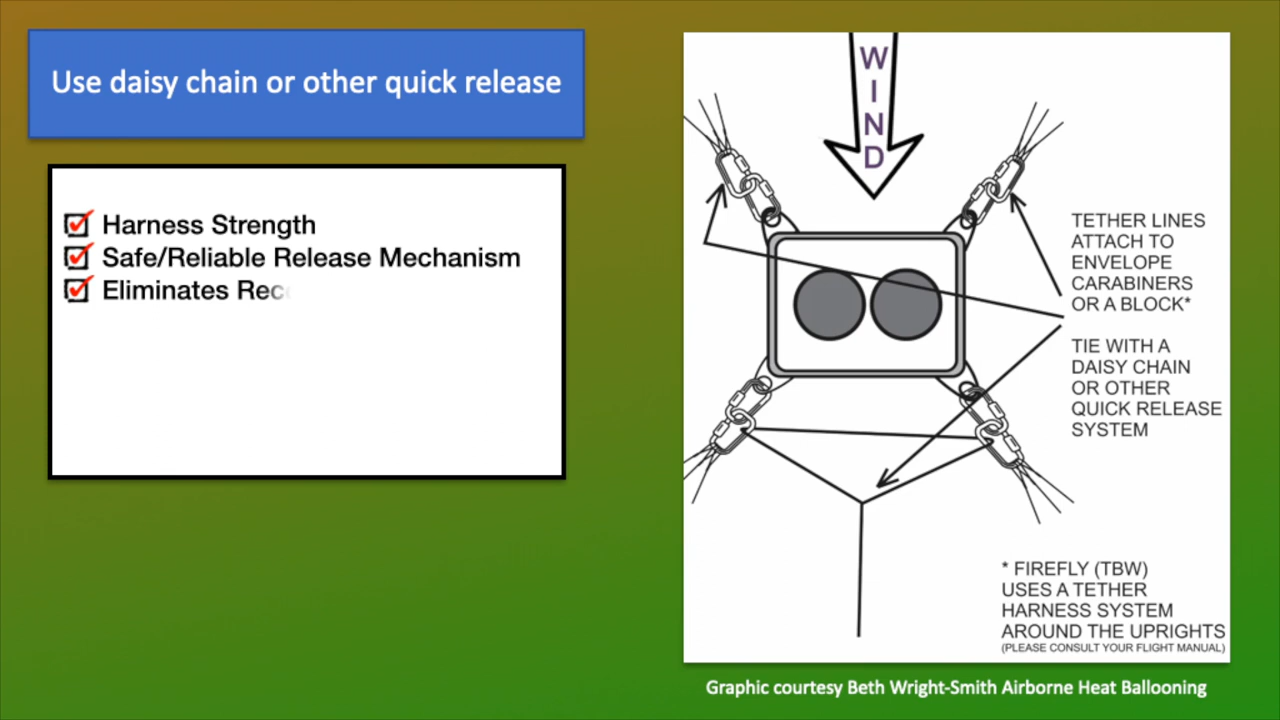 Use daisy chain or other quick release
Harness Strength
Safe/Reliable Release Mechanism
Eliminates
WIND
TETHER LINES
ATTACH TO
ENVELOPE
CARABINERS
OR A BLOCK*
TIE WITH A
DAISY CHAIN
OR OTHER
QUICK RELEASE
SYSTEM
* FIREFLY (TBW)
USES A TETHER
HARNESS SYSTEM
AROUND THE UPRIGHTS
(PLEASE CONSULT YOUR FLIGHT MANUAL)
Graphic courtesy Beth Wright-Smith Airborne Heat Ballooning